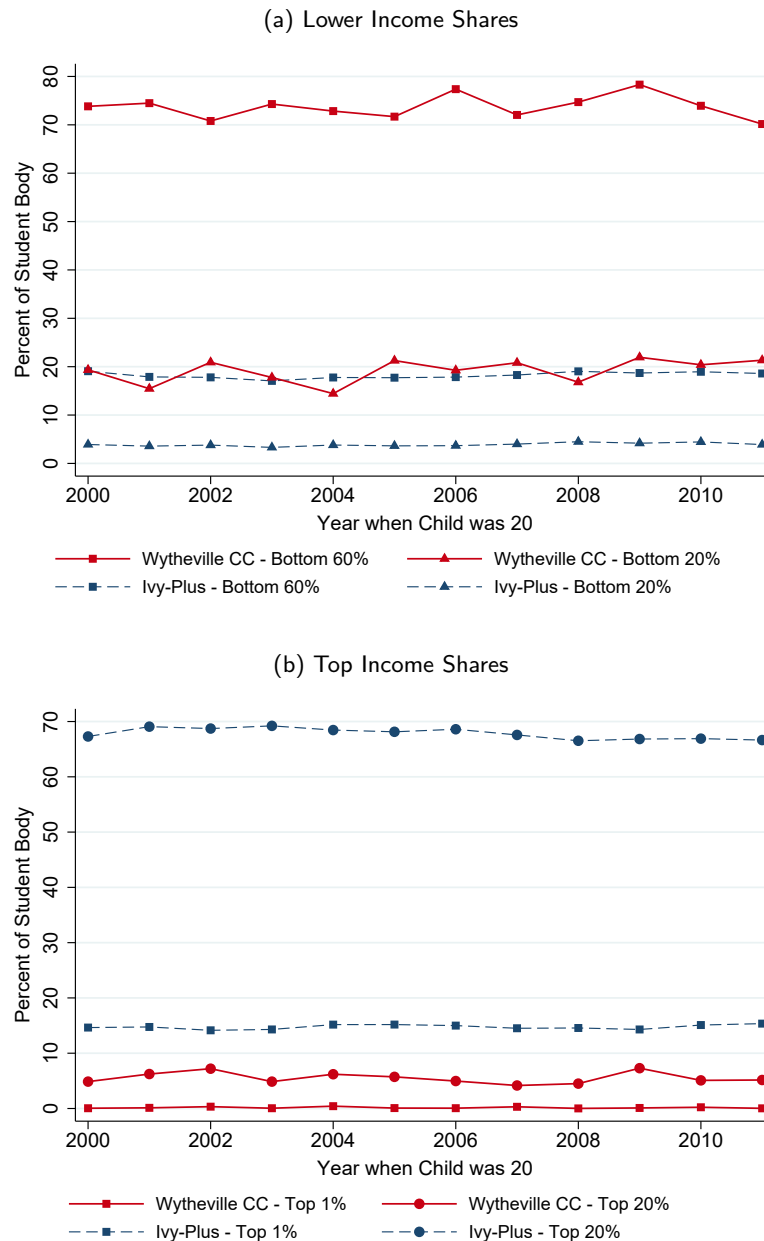 (a) Lower Income Shares
Percent of Student Body
80
70
60
50
40
30
20
10
0
2000 2002 2004 2006 2008 2010
Year when Child was 20
Wytheville CC - Bottom 60% Wytheville CC - Bottom 20%
Ivy-Plus - Bottom 60% Ivy-Plus - Bottom 20%
(b) Top Income Shares
Percent of Student Body
70
60
50
40
30
20
10
0
2000 2002 2004 2006 2008 2010
Year when Child was 20
Wytheville CC - Top 1% Wytheville CC - Top 20%
Ivy-Plus - Top 1% Ivy-Plus - Top 20%